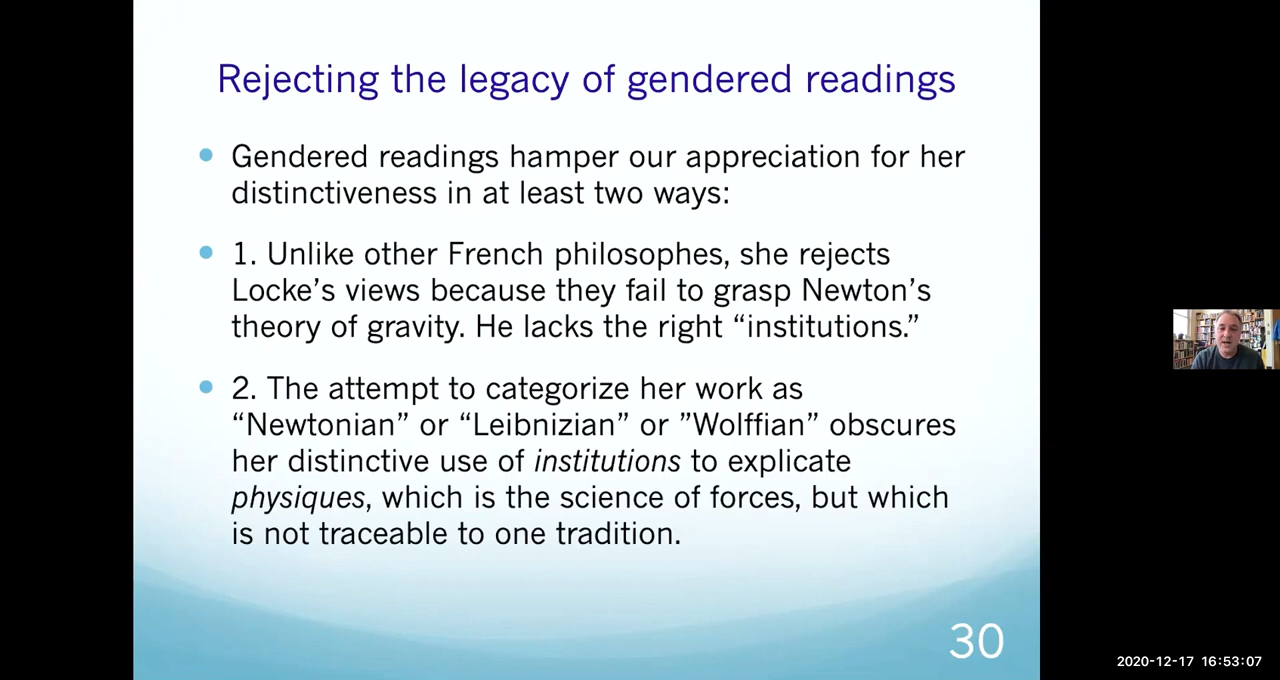 Rejecting the legacy of gendered readings
Gendered readings hamper our appreciation for her
distinctiveness in at least two ways:
1. Unlike other French philosophes, she rejects
Locke’s views because they fail to grasp Newton’s
theory of gravity. He lacks the right “institutions.”
2. The attempt to categorize her work as
“Newtonian” or “Leibnizian” or ”Wolffian” obscures
her distinctive use of institutions to explicate
physiques, which is the science of forces, but which
is not traceable to one tradition.
30
2020-12-17 16:53:07